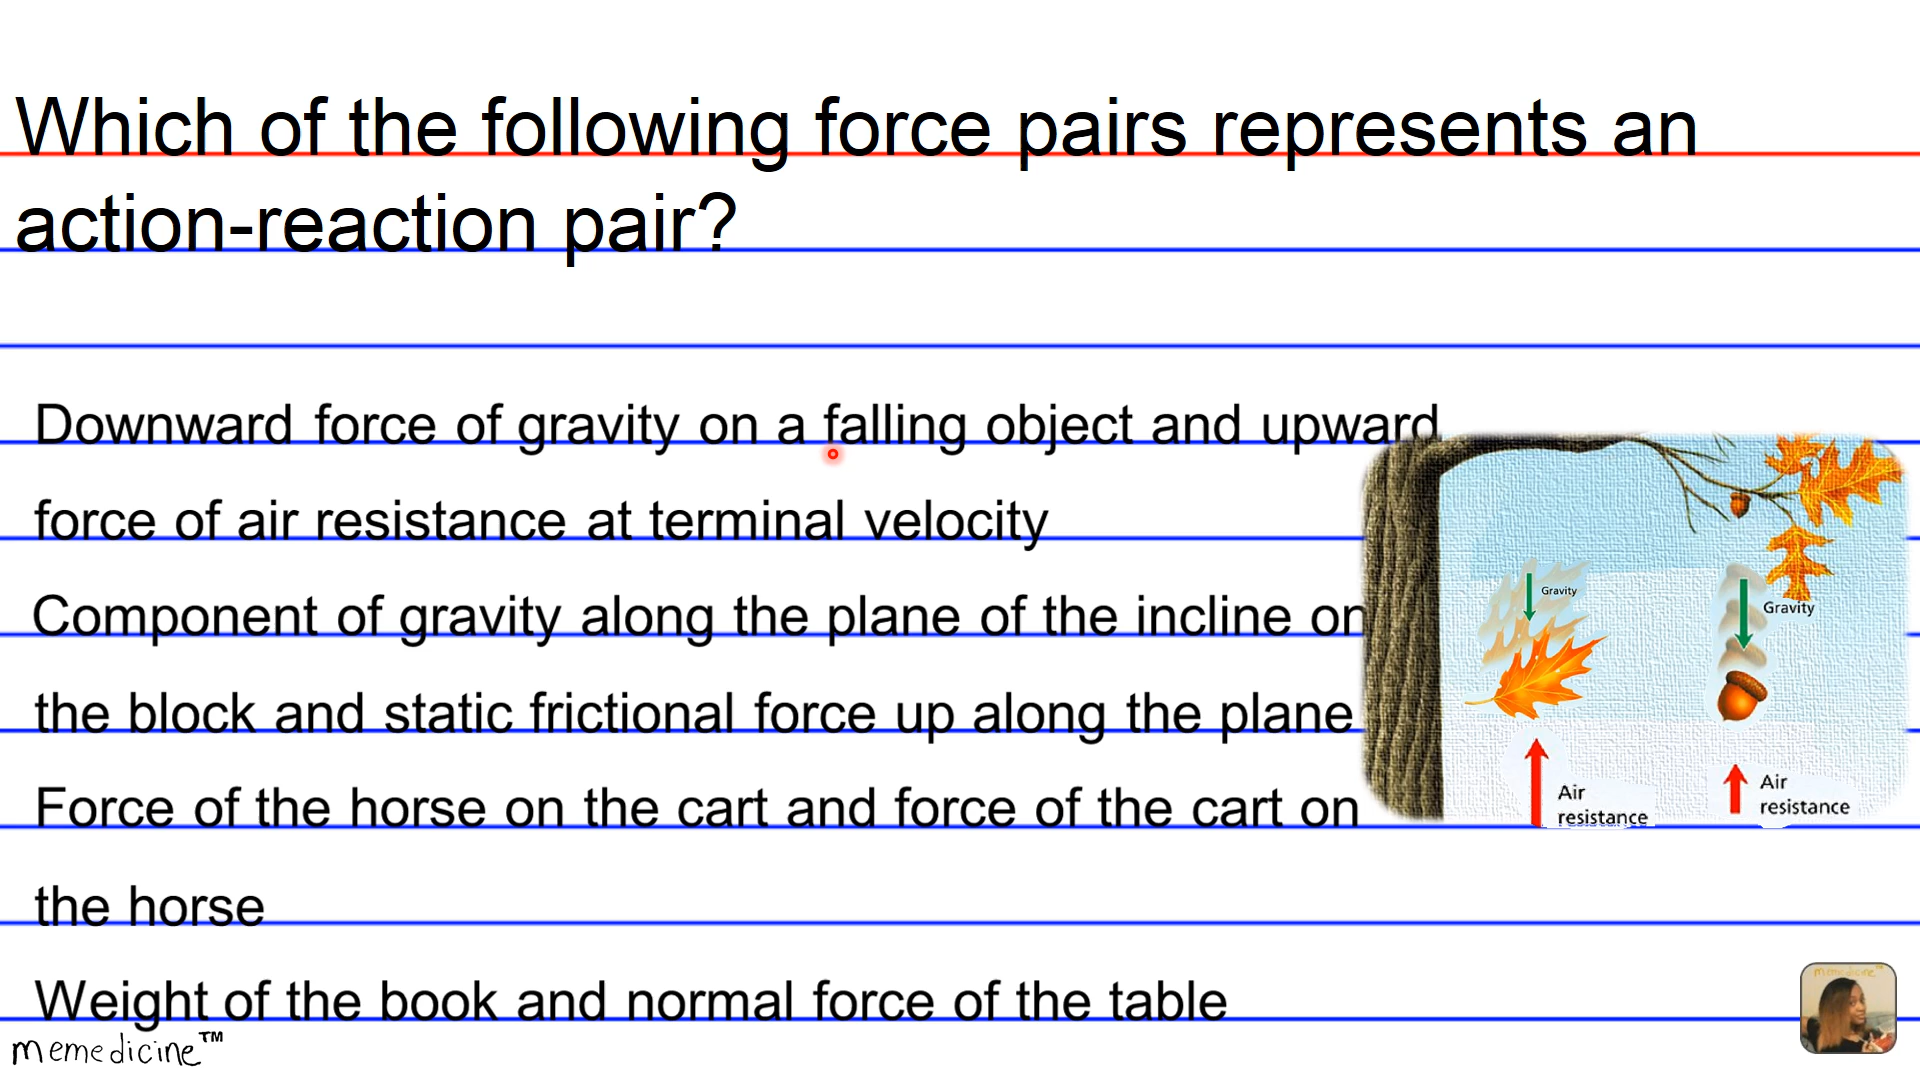 Which of the following force pairs represents an
action-reaction pair?
Downward force of gravity on a falling object and upward
force of air resistance at terminal velocity
Component of gravity along the plane of the incline on
the block and static frictional force up along the plane
Force of the horse on the cart and force of the cart on
the horse
Weight of the book and normal force of the table
Gravity
Gravity
Air
resistance
Air
resistance
memedicine™
memedicine™